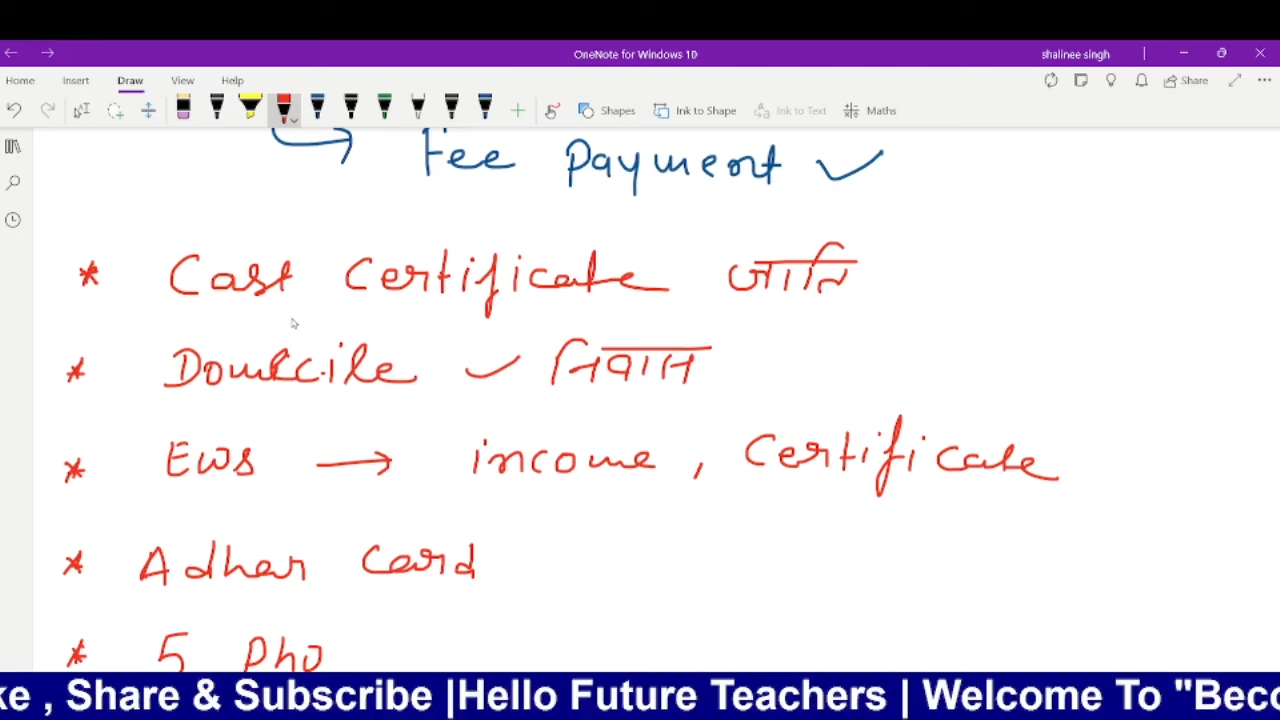 OneNote for Windows 10
shalinee singh
Home Insert Draw View Help
Share
Shapes Ink to Shape Ink to Text Maths
Fee Payment ✓
* Cast Certificate जाति
* Domicile ✓ निवास
* EWS → income, Certificate
* Adhar Card
* 5 Pho
ke , Share & Subscribe |Hello Future Teachers | Welcome To "Beco